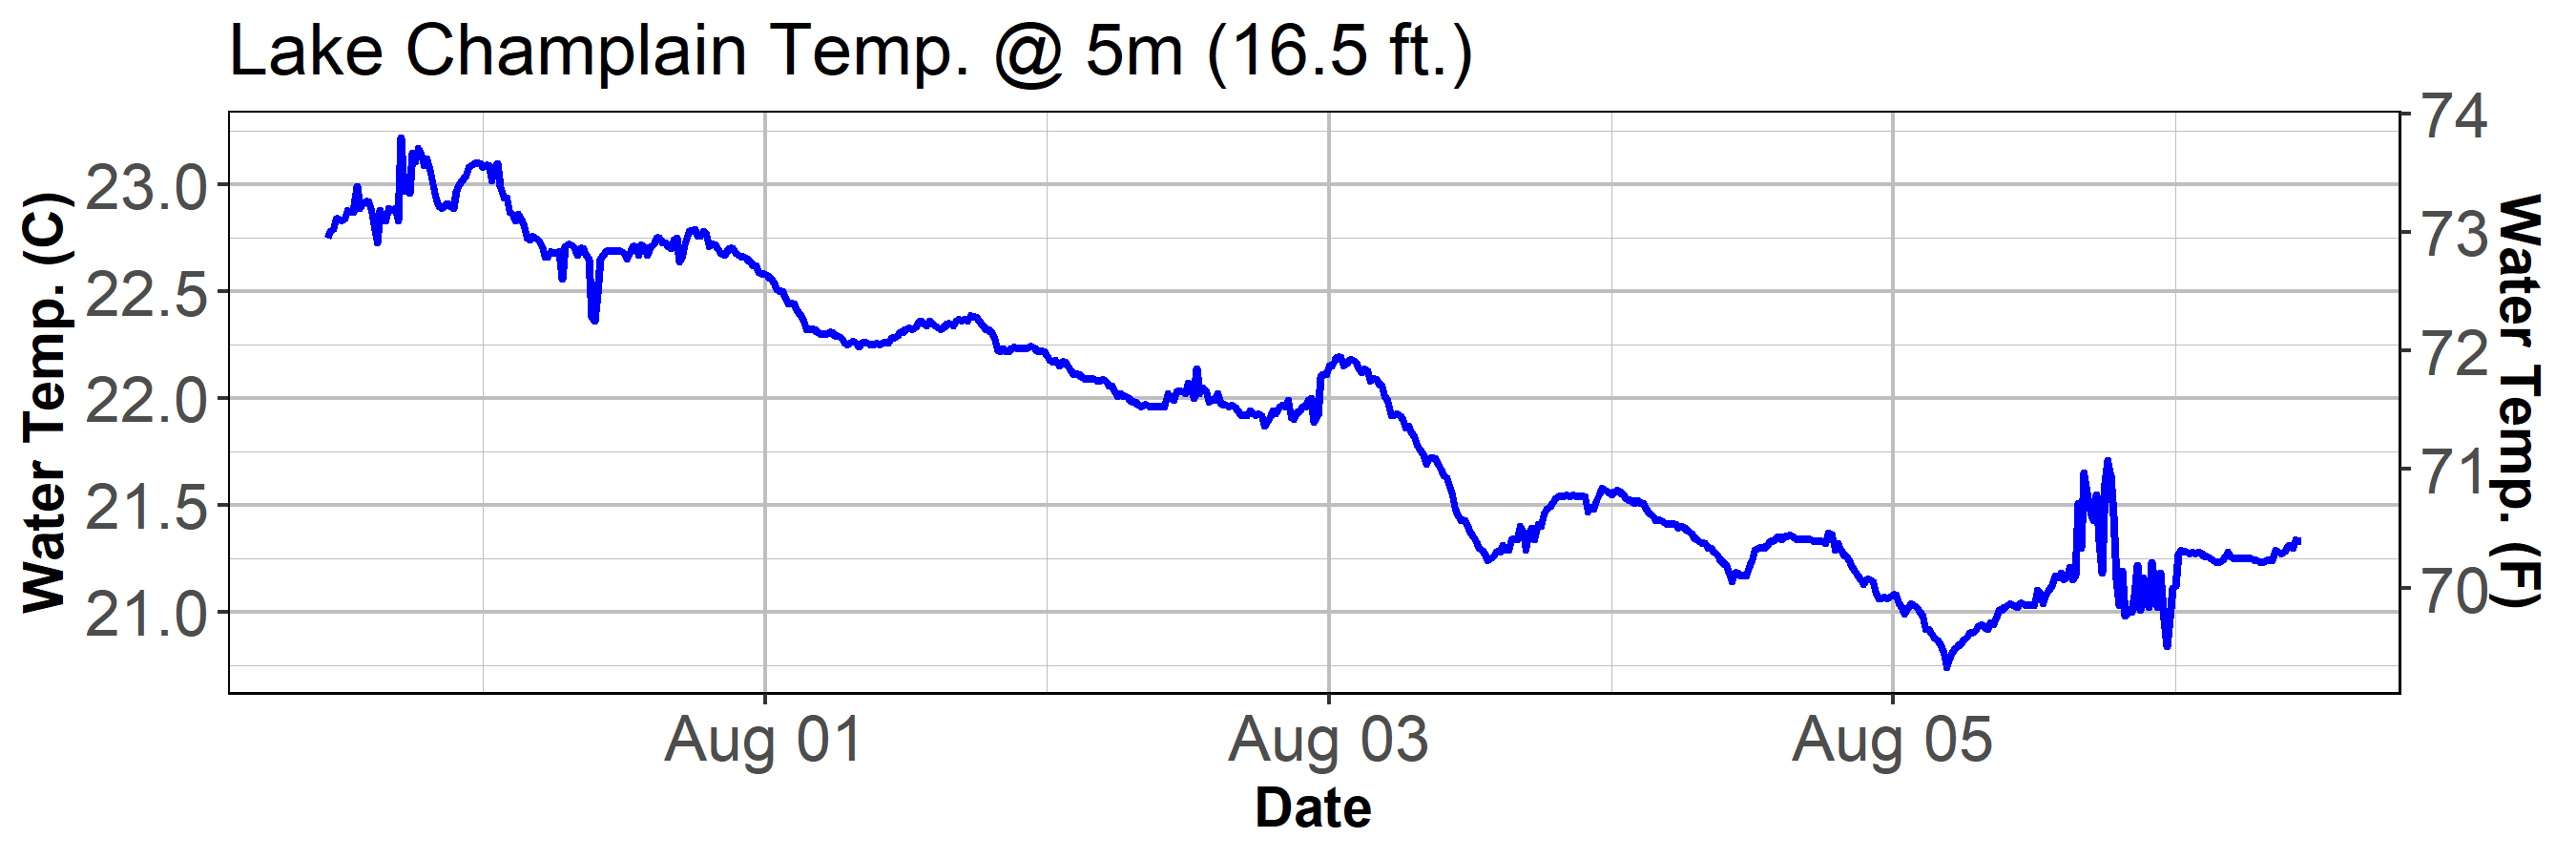 Lake Champlain Temp. @ 5m (16.5 ft.)
Water Temp. (C)
23.0
22.5
22.0
21.5
21.0
74
73
72
71
70
Water Temp. (F)
Aug 01
Aug 03
Aug 05
Date